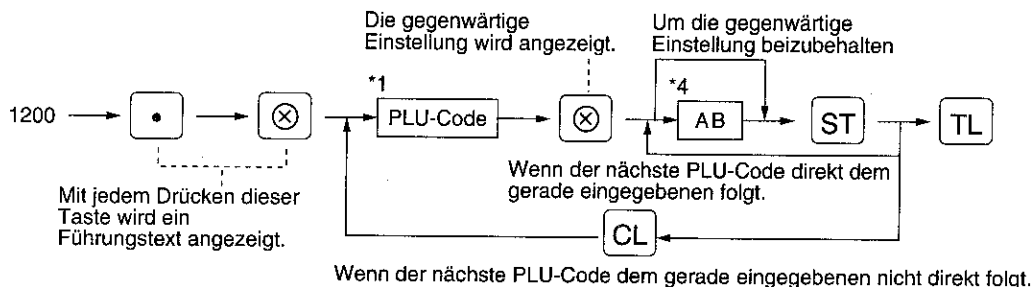 Die gegenwärtige
Einstellung wird angezeigt.
Um die gegenwärtige
Einstellung beizubehalten
*1
*4
1200
•
⊗
PLU-Code
⊗
AB
ST
TL
Wenn der nächste PLU-Code direkt dem
gerade eingegebenen folgt.
Mit jedem Drücken dieser
Taste wird ein
Führungstext angezeigt.
CL
Wenn der nächste PLU-Code dem gerade eingegebenen nicht direkt folgt.